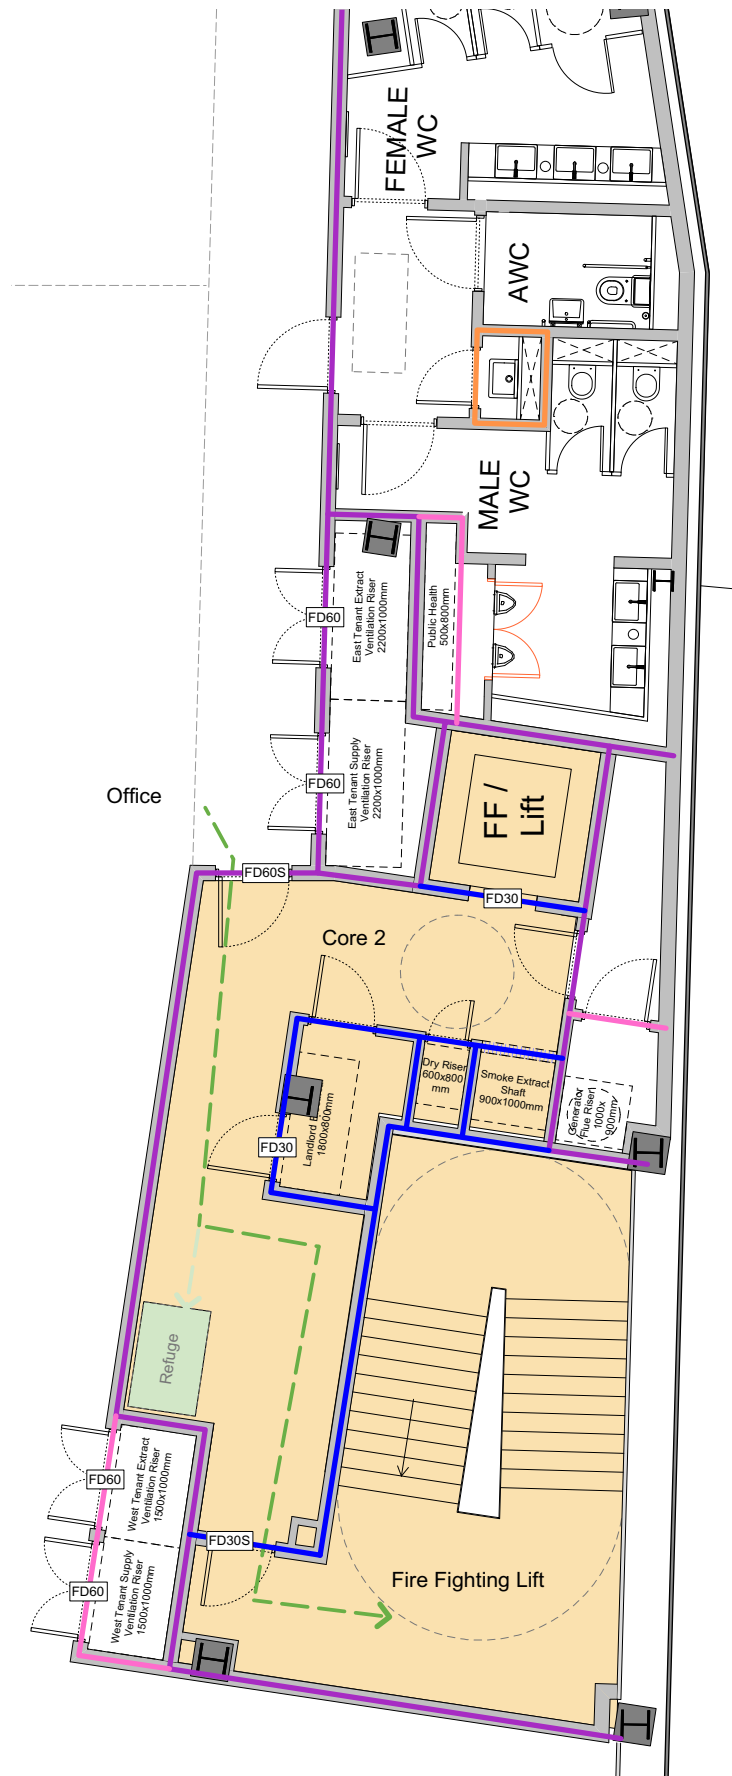 FEMALE
WC
AWC
MALE
WC
East Tenant Extract
Ventilation Riser
2200x1000mm
Public Health
500x800mm
FD60
East Tenant Supply
Ventilation Riser
2200x1000mm
FD60
Office
FF /
Lift
FD60S
FD30
Core 2
Dry Riser
600x800
mm
Smoke Extract
Shaft
900x1000mm
Generator
Flue Riser
1000x
900mm
Landlord
1800x800mm
FD30
Refuge
West Tenant Extract
Ventilation Riser
1500x1000mm
FD60
FD30S
West Tenant Supply
Ventilation Riser
1500x1000mm
FD60
Fire Fighting Lift